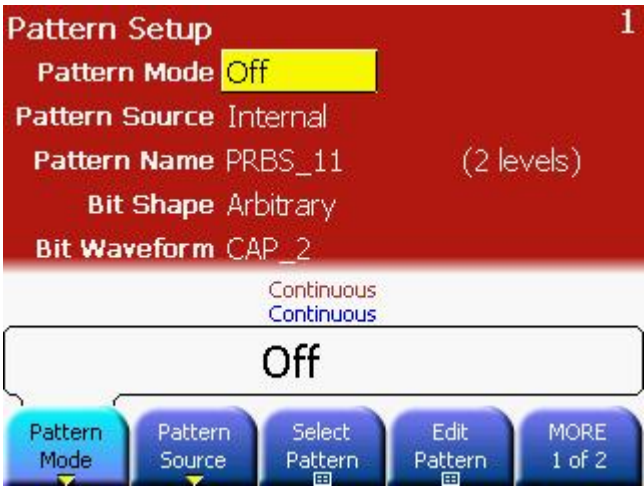 Pattern Setup 1
Pattern Mode Off
Pattern Source Internal
Pattern Name PRBS_11 (2 levels)
Bit Shape Arbitrary
Bit Waveform CAP_2
Continuous
Continuous
Off
Pattern Mode
Pattern Source
Select Pattern
Edit Pattern
MORE 1 of 2